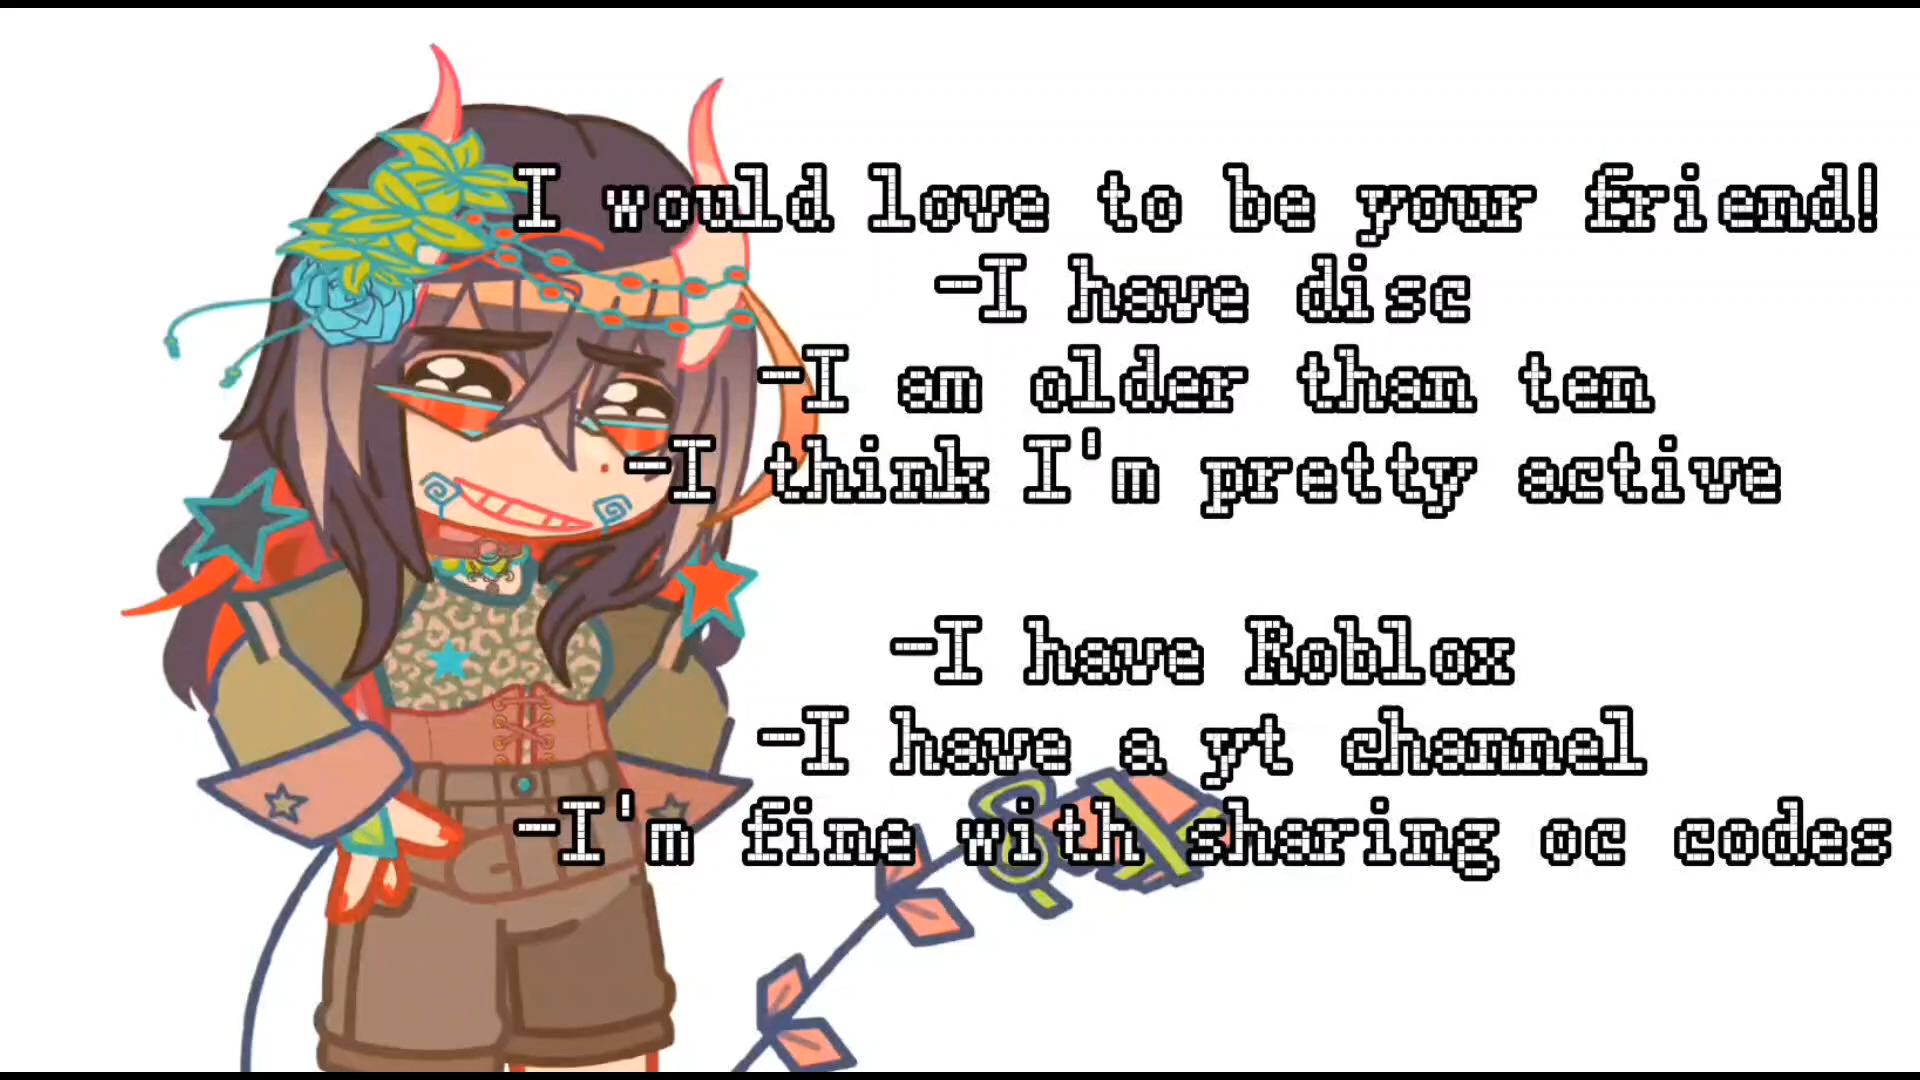 I would love to be your friend!
-I have disc
-I am older than ten
-I think I'm pretty active
-I have Roblox
-I have a yt channel
-I'm fine with sharing oc codes